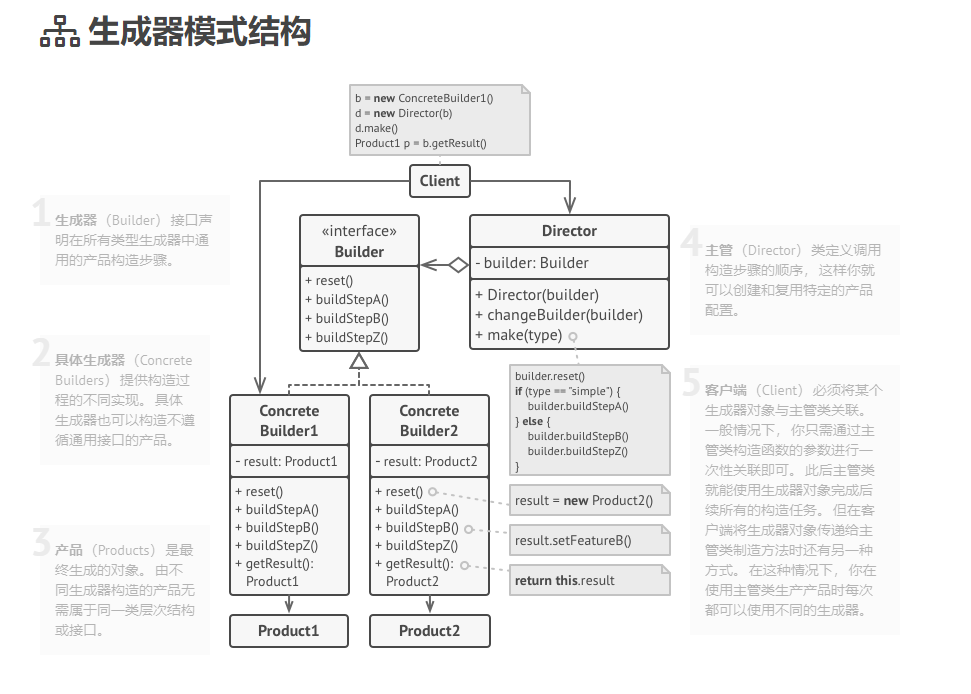 生成器模式结构
b = new ConcreteBuilder1()
d = new Director(b)
d.make()
Product1 p = b.getResult()
Client
1
生成器（Builder） 接口声
明在所有类型生成器中通
用的产品构造步骤。
2
具体生成器（Concrete
Builders） 提供构造过
程的不同实现。 具体
生成器也可以构造不遵
循通用接口的产品。
3
产品（Products） 是最
终生成的对象。 由不
同生成器构造的产品无
需属于同一类层次结构
或接口。
«interface»
Builder
+ reset()
+ buildStepA()
+ buildStepB()
+ buildStepZ()
Director
- builder: Builder
+ Director(builder)
+ changeBuilder(builder)
+ make(type)
builder.reset()
if (type == "simple") {
builder.buildStepA()
} else {
builder.buildStepB()
builder.buildStepZ()
}
Concrete
Builder1
- result: Product1
+ reset()
+ buildStepA()
+ buildStepB()
+ buildStepZ()
+ getResult():
Product1
Concrete
Builder2
- result: Product2
+ reset()
+ buildStepA()
+ buildStepB()
+ buildStepZ()
+ getResult():
Product2
result = new Product2()
result.setFeatureB()
return this.result
Product1
Product2
4
主管（Director） 类定义调用
构造步骤的顺序， 这样你就
可以创建和复用特定的产品
配置。
5
客户端（Client） 必须将某个
生成器对象与主管类关联。
一般情况下， 你只需通过主
管类构造函数的参数进行一
次性关联即可。 此后主管类
就能使用生成器对象完成后
续所有的构造任务。 但在客
户端将生成器对象传递给主
管类制造方法时还有另一种
方式。 在这种情况下， 你在
使用主管类生产产品时每次
都可以使用不同的生成器。